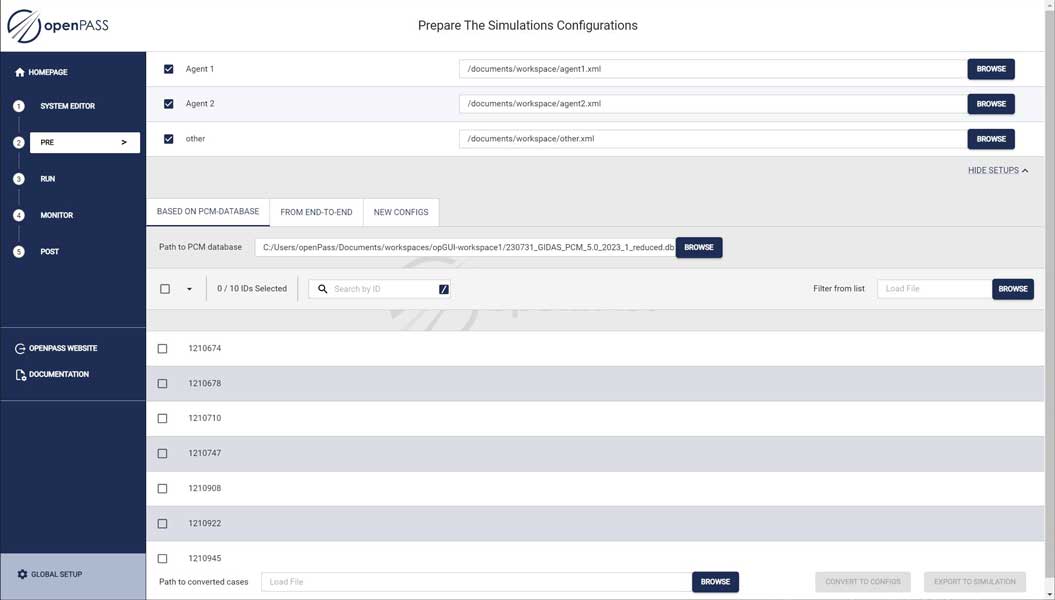 openPASS
Prepare The Simulations Configurations
HOMEPAGE
1 SYSTEM EDITOR
2 PRE >
3 RUN
4 MONITOR
5 POST
OPENPASS WEBSITE
DOCUMENTATION
GLOBAL SETUP
Agent 1 /documents/workspace/agent1.xml BROWSE
Agent 2 /documents/workspace/agent2.xml BROWSE
other /documents/workspace/other.xml BROWSE
HIDE SETUPS
BASED ON PCM-DATABASE FROM END-TO-END NEW CONFIGS
Path to PCM database C:/Users/openPass/Documents/workspaces/opGUI-workspace1/230731_GIDAS_PCM_5.0_2023_1_reduced.db BROWSE
0 / 10 IDs Selected Search by ID / Filter from list Load File BROWSE
1210674
1210678
1210710
1210747
1210908
1210922
1210945
Path to converted cases Load File BROWSE CONVERT TO CONFIGS EXPORT TO SIMULATION